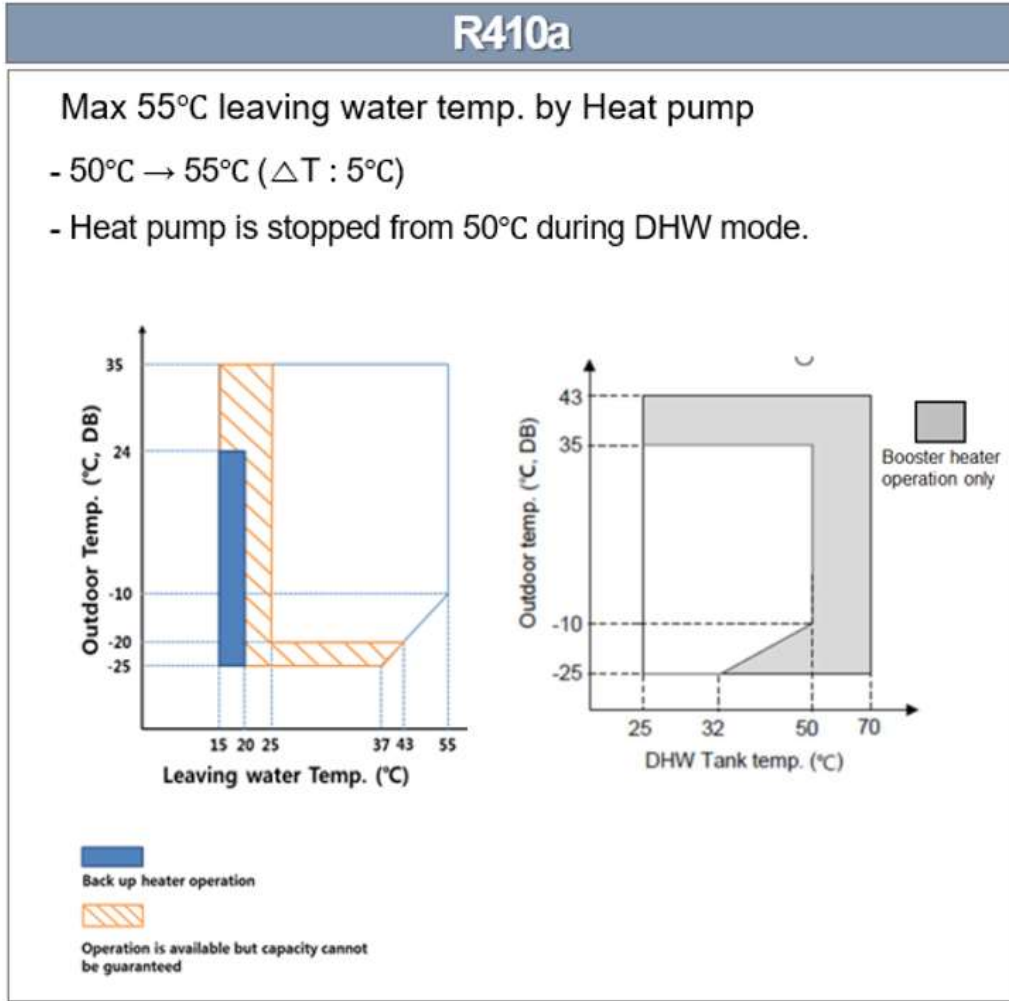 R410a
Max 55℃ leaving water temp. by Heat pump
- 50℃ → 55℃ (△T : 5℃)
- Heat pump is stopped from 50℃ during DHW mode.
Outdoor Temp. (℃, DB)
35
24
-10
-20
-25
15 20 25 37 43 55
Leaving water Temp. (℃)
Back up heater operation
Operation is available but capacity cannot
be guaranteed
Outdoor temp. (℃, DB)
43
35
-10
-25
25 32 50 70
DHW Tank temp. (℃)
Booster heater
operation only